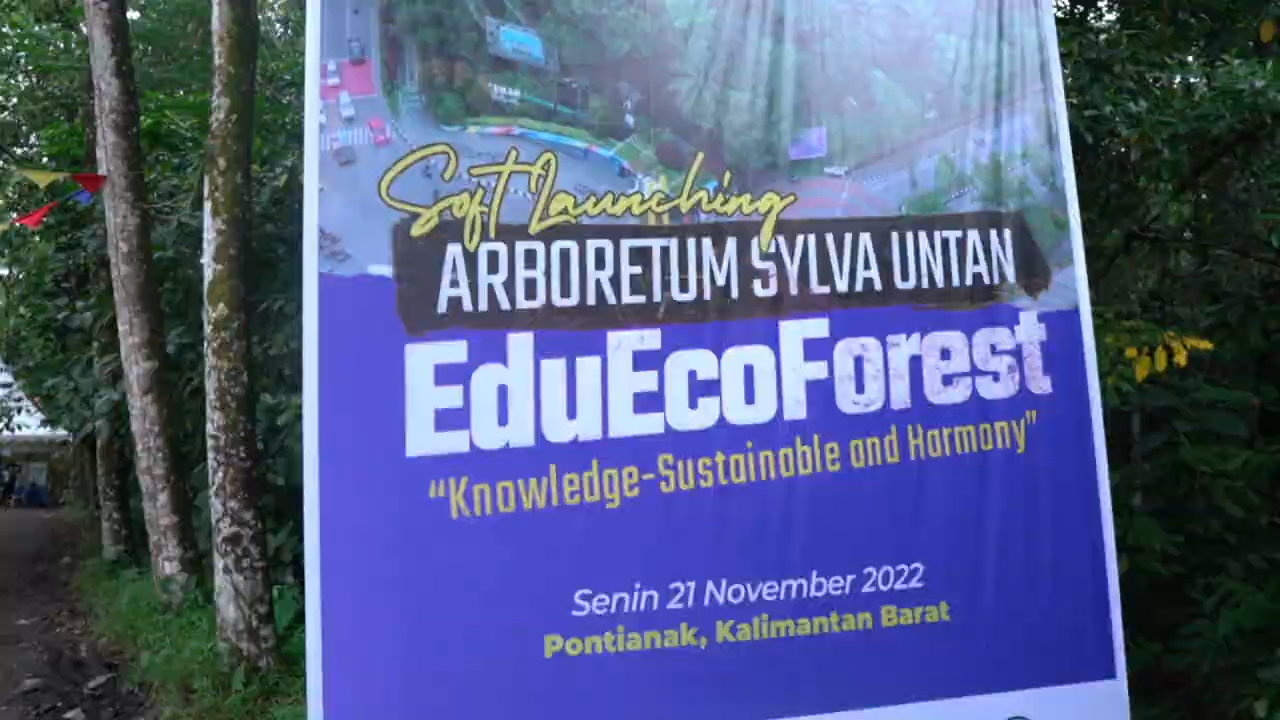 Soft Launching
ARBORETUM SYLVA UNTAN
EduEcoForest
“Knowledge-Sustainable and Harmony”
Senin 21 November 2022
Pontianak, Kalimantan Barat